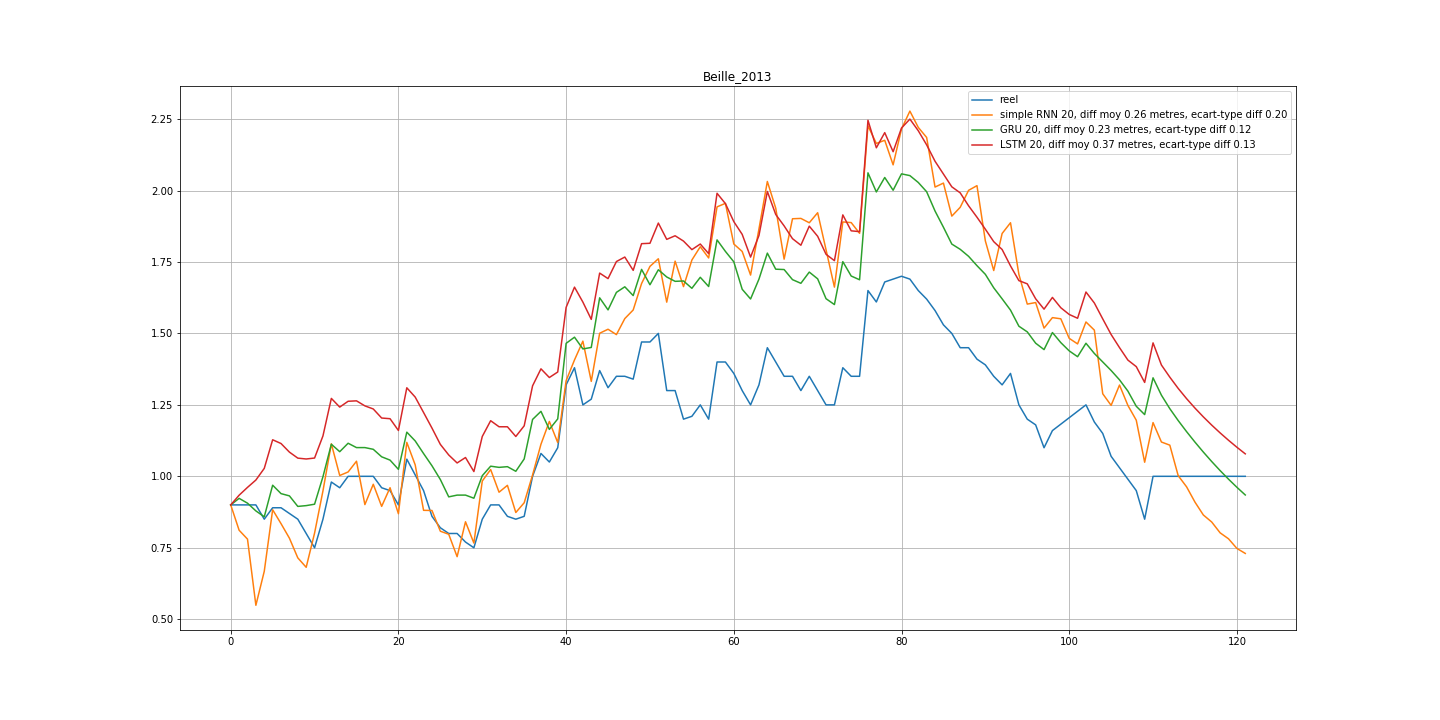 Beille_2013
reel
simple RNN 20, diff moy 0.26 metres, ecart-type diff 0.20
GRU 20, diff moy 0.23 metres, ecart-type diff 0.12
LSTM 20, diff moy 0.37 metres, ecart-type diff 0.13
2.25
2.00
1.75
1.50
1.25
1.00
0.75
0.50
0 20 40 60 80 100 120